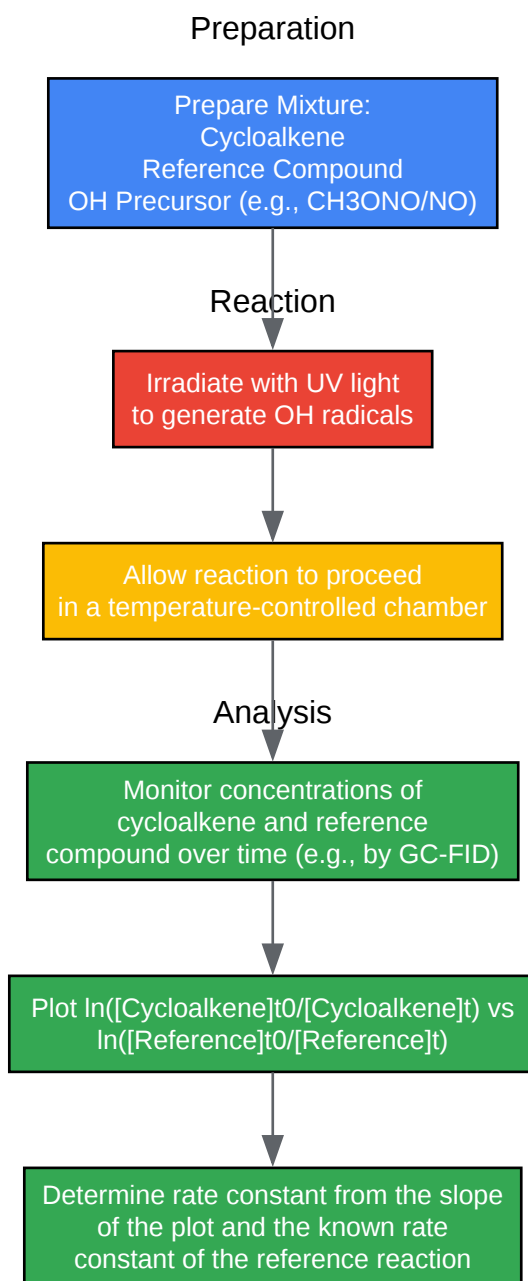 Preparation
Prepare Mixture:
Cycloalkene
Reference Compound
OH Precursor (e.g., CH3ONO/NO)
Reaction
Irradiate with UV light
to generate OH radicals
Allow reaction to proceed
in a temperature-controlled chamber
Analysis
Monitor concentrations of
cycloalkene and reference
compound over time (e.g., by GC-FID)
Plot ln([Cycloalkene]t0/[Cycloalkene]t) vs
ln([Reference]t0/[Reference]t)
Determine rate constant from the slope
of the plot and the known rate
constant of the reference reaction